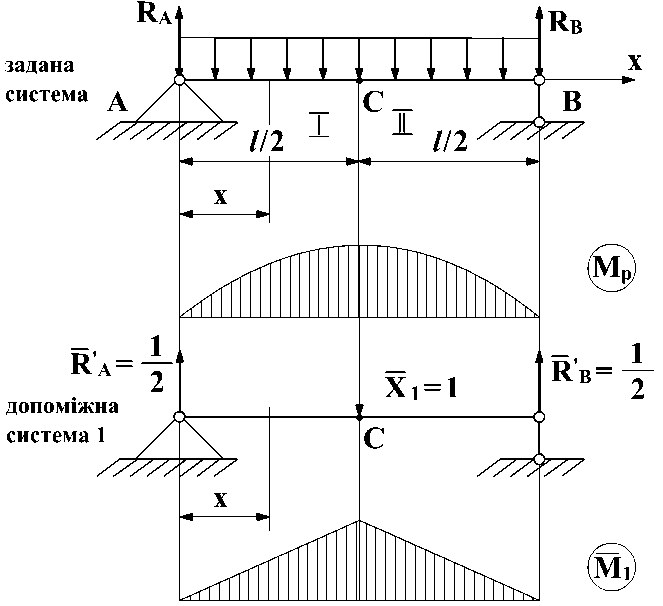 R_A
R_B
задана
система
A
C
B
x
I
II
l/2
l/2
x
M_p
R̅'_A = 1/2
X̅_1 = 1
R̅'_B = 1/2
допоміжна
система 1
C
x
M̅_1